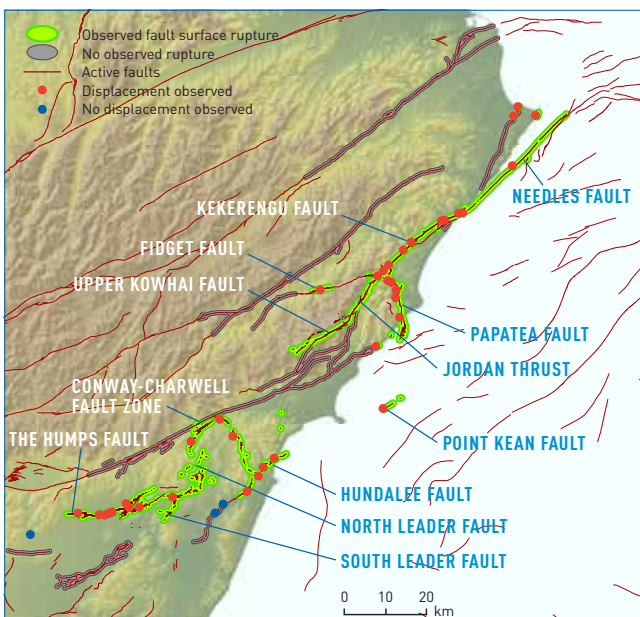 Observed fault surface rupture
No observed rupture
Active faults
Displacement observed
No displacement observed
NEEDLES FAULT
KEKERENGU FAULT
FIDGET FAULT
UPPER KOWHAI FAULT
PAPATEA FAULT
JORDAN THRUST
CONWAY-CHARWELL
FAULT ZONE
THE HUMPS FAULT
POINT KEAN FAULT
HUNDALEE FAULT
NORTH LEADER FAULT
SOUTH LEADER FAULT
0 10 20
km